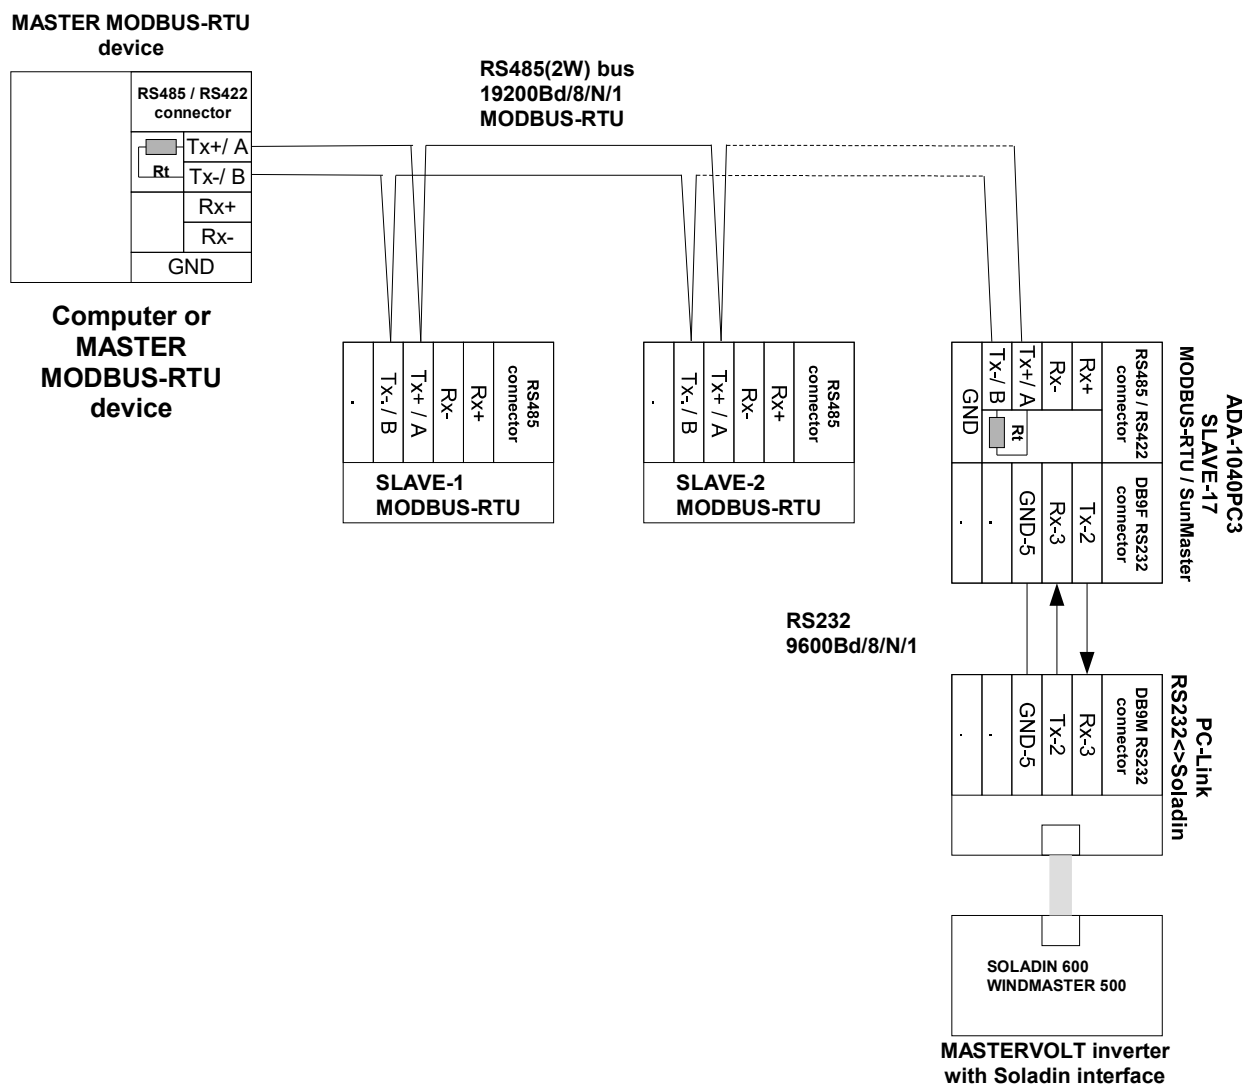 MASTER MODBUS-RTU
device
RS485 / RS422
connector
Tx+/ A
Rt
Tx-/ B
Rx+
Rx-
GND
Computer or
MASTER
MODBUS-RTU
device
RS485(2W) bus
19200Bd/8/N/1
MODBUS-RTU
.
Tx-/ B
Tx+ / A
Rx-
Rx+
RS485
connector
SLAVE-1
MODBUS-RTU
.
Tx-/ B
Tx+ / A
Rx-
Rx+
RS485
connector
SLAVE-2
MODBUS-RTU
GND
Tx-/ B
Tx+/ A
Rx-
Rx+
Rt
RS485 / RS422
connector
.
.
GND-5
Rx-3
Tx-2
DB9F RS232
connector
ADA-1040PC3
SLAVE-17
MODBUS-RTU / SunMaster
RS232
9600Bd/8/N/1
.
.
GND-5
Tx-2
Rx-3
DB9M RS232
connector
PC-Link
RS232<>Soladin
SOLADIN 600
WINDMASTER 500
MASTERVOLT inverter
with Soladin interface